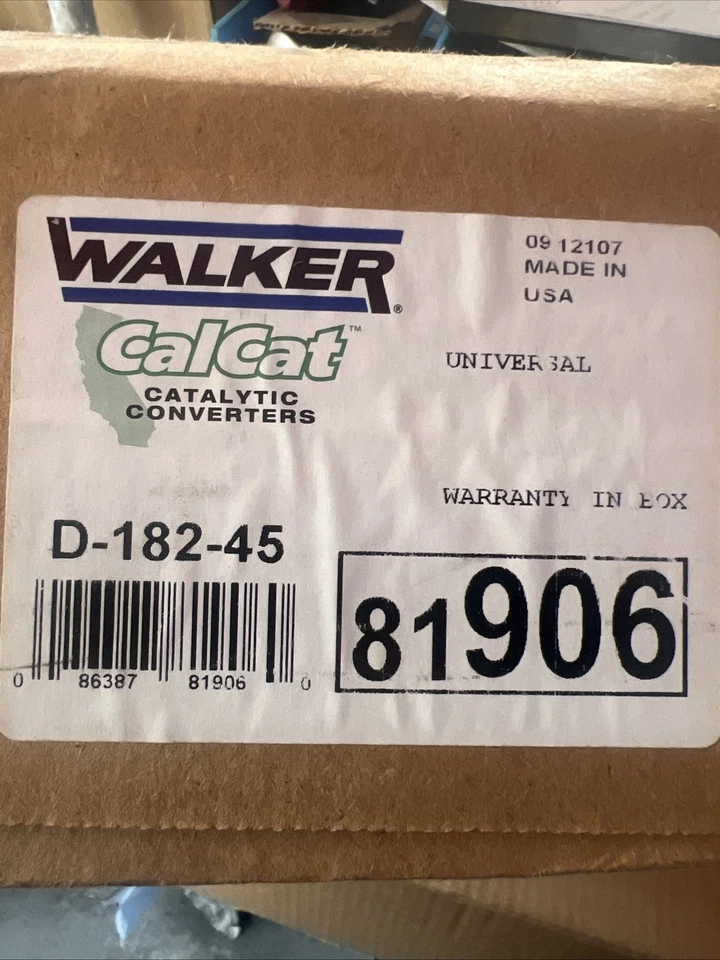 WALKER®
CalCat™
CATALYTIC
CONVERTERS
09 12107
MADE IN
USA
UNIVERSAL
WARRANTY IN BOX
D-182-45
0 86387 81906 0
81906